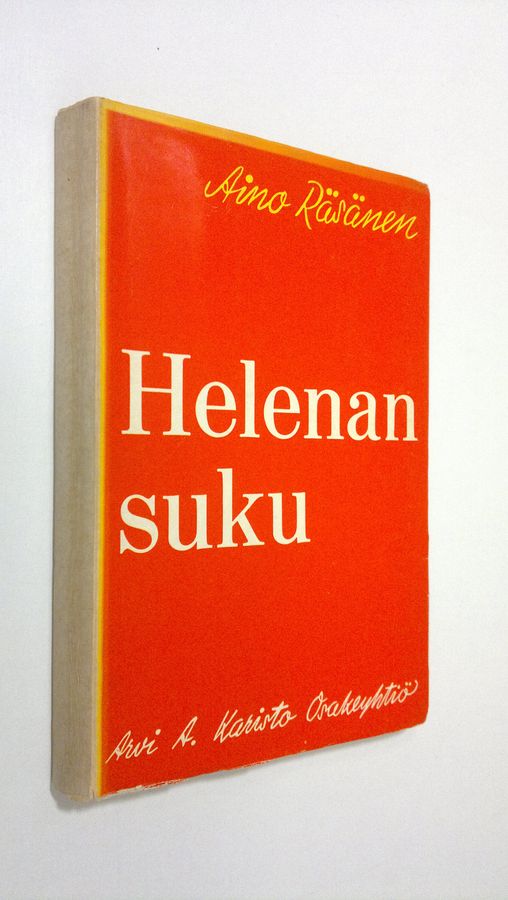 Aino Räsänen
Helenan
suku
Arvi A. Karisto Osakeyhtiö